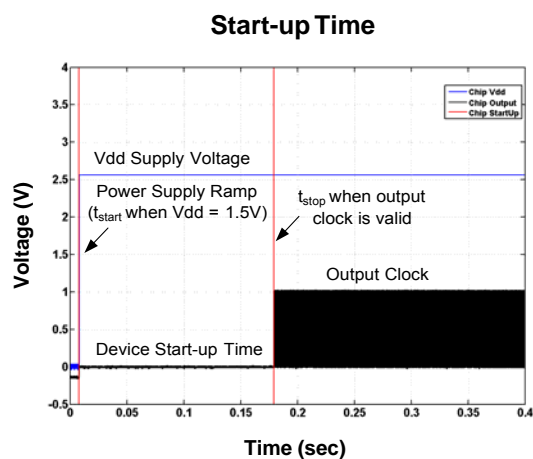 Start-up Time
Chip Vdd
Chip Output
Chip StartUp
Vdd Supply Voltage
Power Supply Ramp
(tstart when Vdd = 1.5V)
tstop when output
clock is valid
Output Clock
Device Start-up Time
Voltage (V)
4
3.5
3
2.5
2
1.5
1
0.5
0
-0.5
0
0.05
0.1
0.15
0.2
0.25
0.3
0.35
0.4
Time (sec)